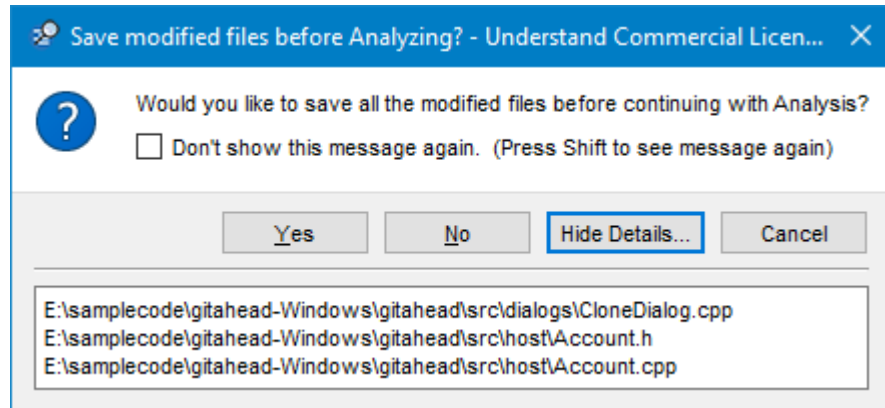 Save modified files before Analyzing? - Understand Commercial Licen...
Would you like to save all the modified files before continuing with Analysis?
Don't show this message again.  (Press Shift to see message again)
Yes
No
Hide Details...
Cancel
E:\samplecode\gitahead-Windows\gitahead\src\dialogs\CloneDialog.cpp
E:\samplecode\gitahead-Windows\gitahead\src\host\Account.h
E:\samplecode\gitahead-Windows\gitahead\src\host\Account.cpp